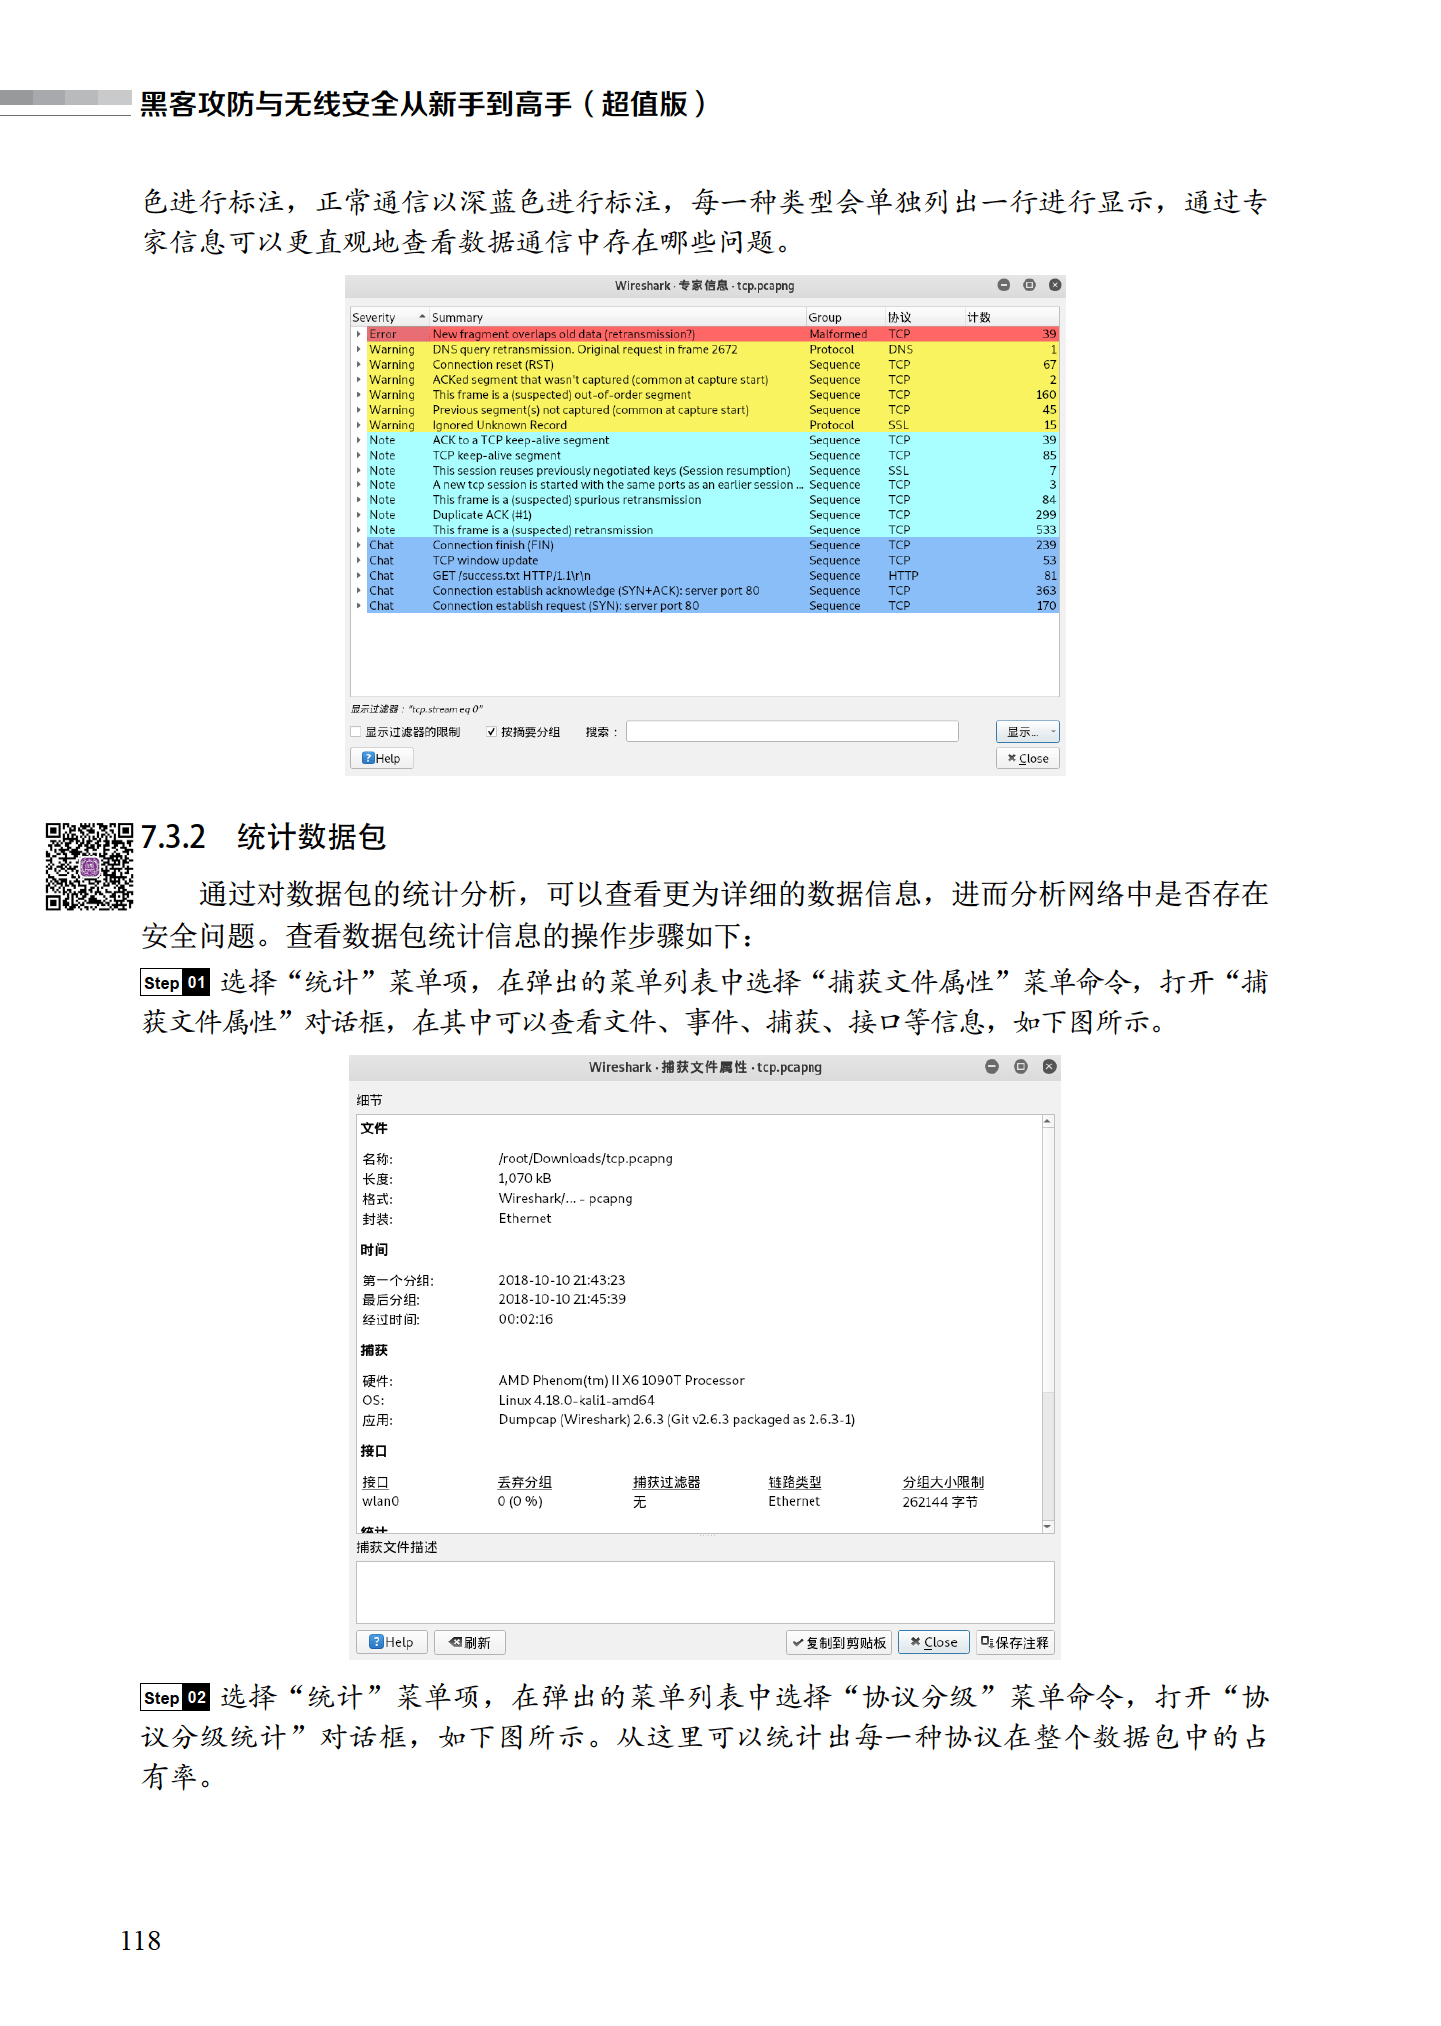 黑客攻防与无线安全从新手到高手（超值版）
色进行标注，正常通信以深蓝色进行标注，每一种类型会单独列出一行进行显示，通过专
家信息可以更直观地查看数据通信中存在哪些问题。
Wireshark · 专家信息 · tcp.pcapng
Severity Summary Group 协议 计数
Error New fragment overlaps old data (retransmission?) Malformed TCP 39
Warning DNS query retransmission. Original request in frame 2672 Protocol DNS 1
Warning Connection reset (RST) Sequence TCP 67
Warning ACKed segment that wasn't captured (common at capture start) Sequence TCP 2
Warning This frame is a (suspected) out-of-order segment Sequence TCP 160
Warning Previous segment(s) not captured (common at capture start) Sequence TCP 45
Warning Ignored Unknown Record Protocol SSL 15
Note ACK to a TCP keep-alive segment Sequence TCP 39
Note TCP keep-alive segment Sequence TCP 85
Note This session reuses previously negotiated keys (Session resumption) Sequence SSL 7
Note A new tcp session is started with the same ports as an earlier session ... Sequence TCP 3
Note This frame is a (suspected) spurious retransmission Sequence TCP 84
Note Duplicate ACK (#1) Sequence TCP 299
Note This frame is a (suspected) retransmission Sequence TCP 533
Chat Connection finish (FIN) Sequence TCP 239
Chat TCP window update Sequence TCP 53
Chat GET /success.txt HTTP/1.1\r\n Sequence HTTP 81
Chat Connection establish acknowledge (SYN+ACK): server port 80 Sequence TCP 363
Chat Connection establish request (SYN): server port 80 Sequence TCP 170
显示过滤器："tcp.stream eq 0"
显示过滤器的限制 按摘要分组 搜索： 显示...
Help Close
7.3.2 统计数据包
通过对数据包的统计分析，可以查看更为详细的数据信息，进而分析网络中是否存在
安全问题。查看数据包统计信息的操作步骤如下：
Step 01 选择“统计”菜单项，在弹出的菜单列表中选择“捕获文件属性”菜单命令，打开“捕
获文件属性”对话框，在其中可以查看文件、事件、捕获、接口等信息，如下图所示。
Wireshark · 捕获文件属性 · tcp.pcapng
细节
文件
名称: /root/Downloads/tcp.pcapng
长度: 1,070 kB
格式: Wireshark/... - pcapng
封装: Ethernet
时间
第一个分组: 2018-10-10 21:43:23
最后分组: 2018-10-10 21:45:39
经过时间: 00:02:16
捕获
硬件: AMD Phenom(tm) II X6 1090T Processor
OS: Linux 4.18.0-kali1-amd64
应用: Dumpcap (Wireshark) 2.6.3 (Git v2.6.3 packaged as 2.6.3-1)
接口
接口 丢弃分组 捕获过滤器 链路类型 分组大小限制
wlan0 0 (0 %) 无 Ethernet 262144 字节
统计
捕获文件描述
Help 刷新 复制到剪贴板 Close 保存注释
Step 02 选择“统计”菜单项，在弹出的菜单列表中选择“协议分级”菜单命令，打开“协
议分级统计”对话框，如下图所示。从这里可以统计出每一种协议在整个数据包中的占
有率。
118